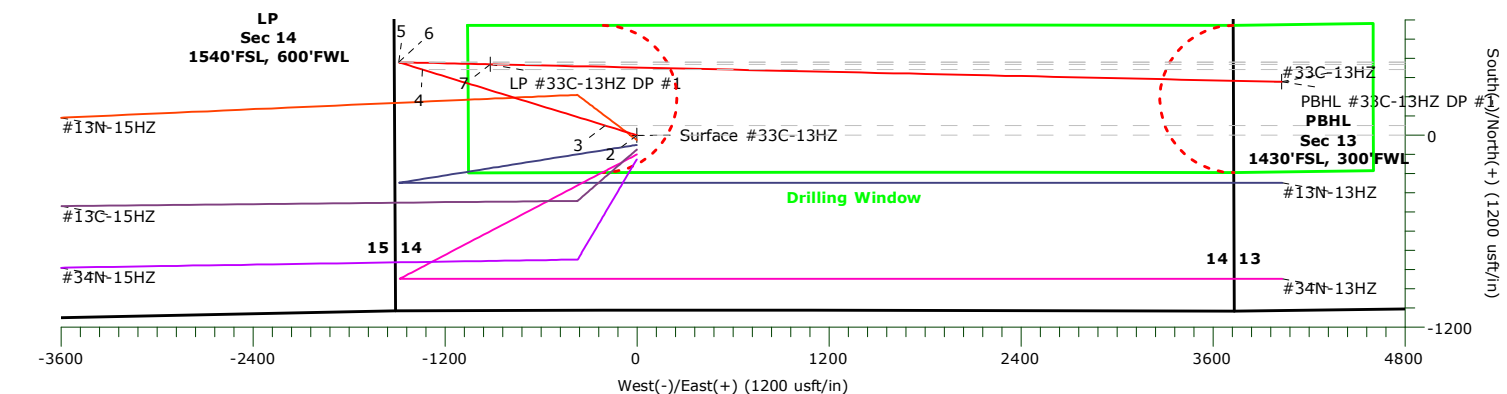 LP
Sec 14
1540'FSL, 600'FWL
5
6
7
4
LP #33C-13HZ DP #1
#33C-13HZ
PBHL #33C-13HZ DP #1
PBHL
Sec 13
1430'FSL, 300'FWL
#13N-15HZ
3
2
Surface #33C-13HZ
0
Drilling Window
#13N-13HZ
#13C-15HZ
15
14
14
13
#34N-15HZ
#34N-13HZ
-1200
South(-)/North(+) (1200 usft/in)
-3600
-2400
-1200
0
1200
2400
3600
4800
West(-)/East(+) (1200 usft/in)